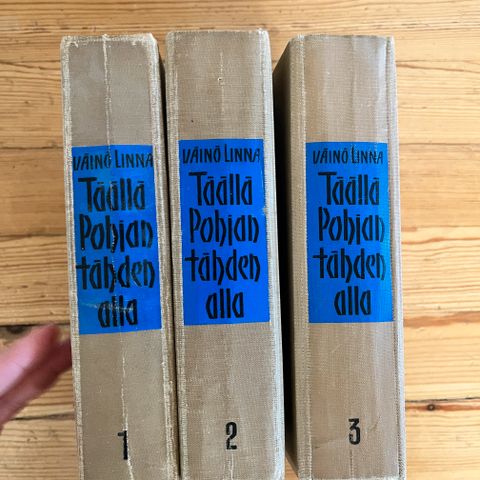 VÄINÖ LINNA
Täällä
Pohjan
tähden
alla
1
VÄINÖ LINNA
Täällä
Pohjan
tähden
alla
2
VÄINÖ LINNA
Täällä
Pohjan
tähden
alla
3